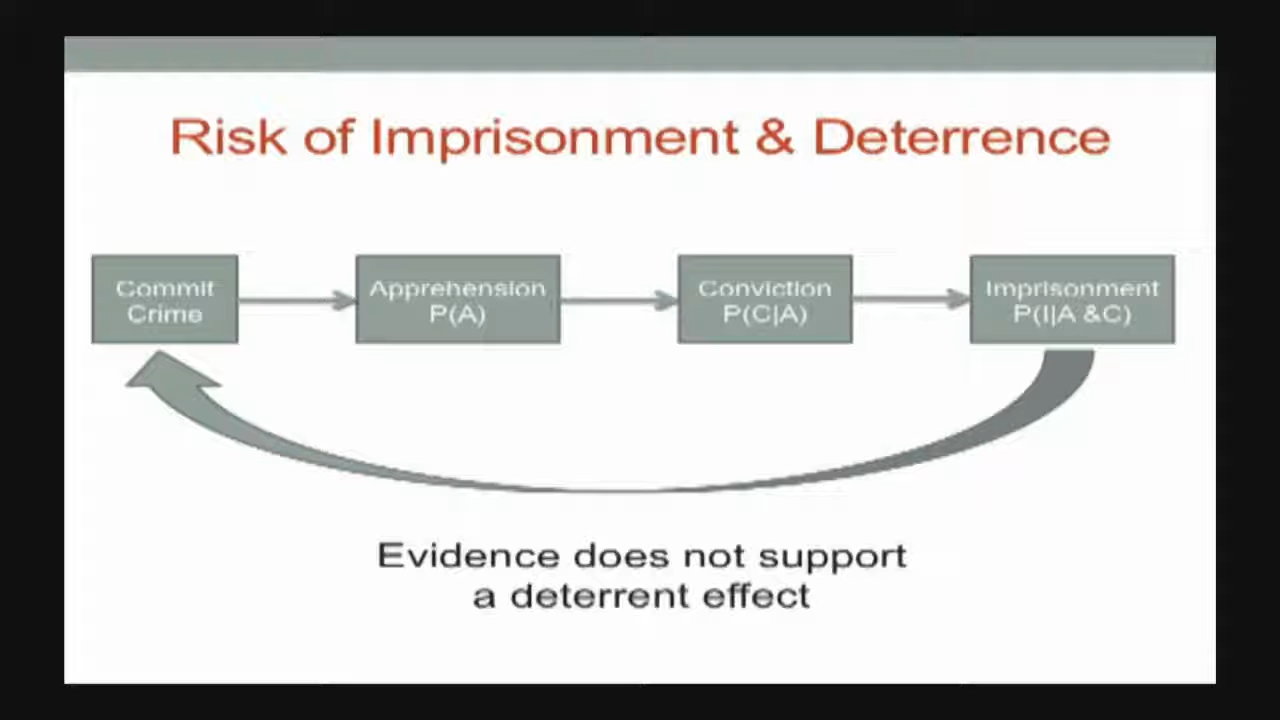 Risk of Imprisonment & Deterrence
Commit
Crime
Apprehension
P(A)
Conviction
P(C|A)
Imprisonment
P(I|A &C)
Evidence does not support
a deterrent effect